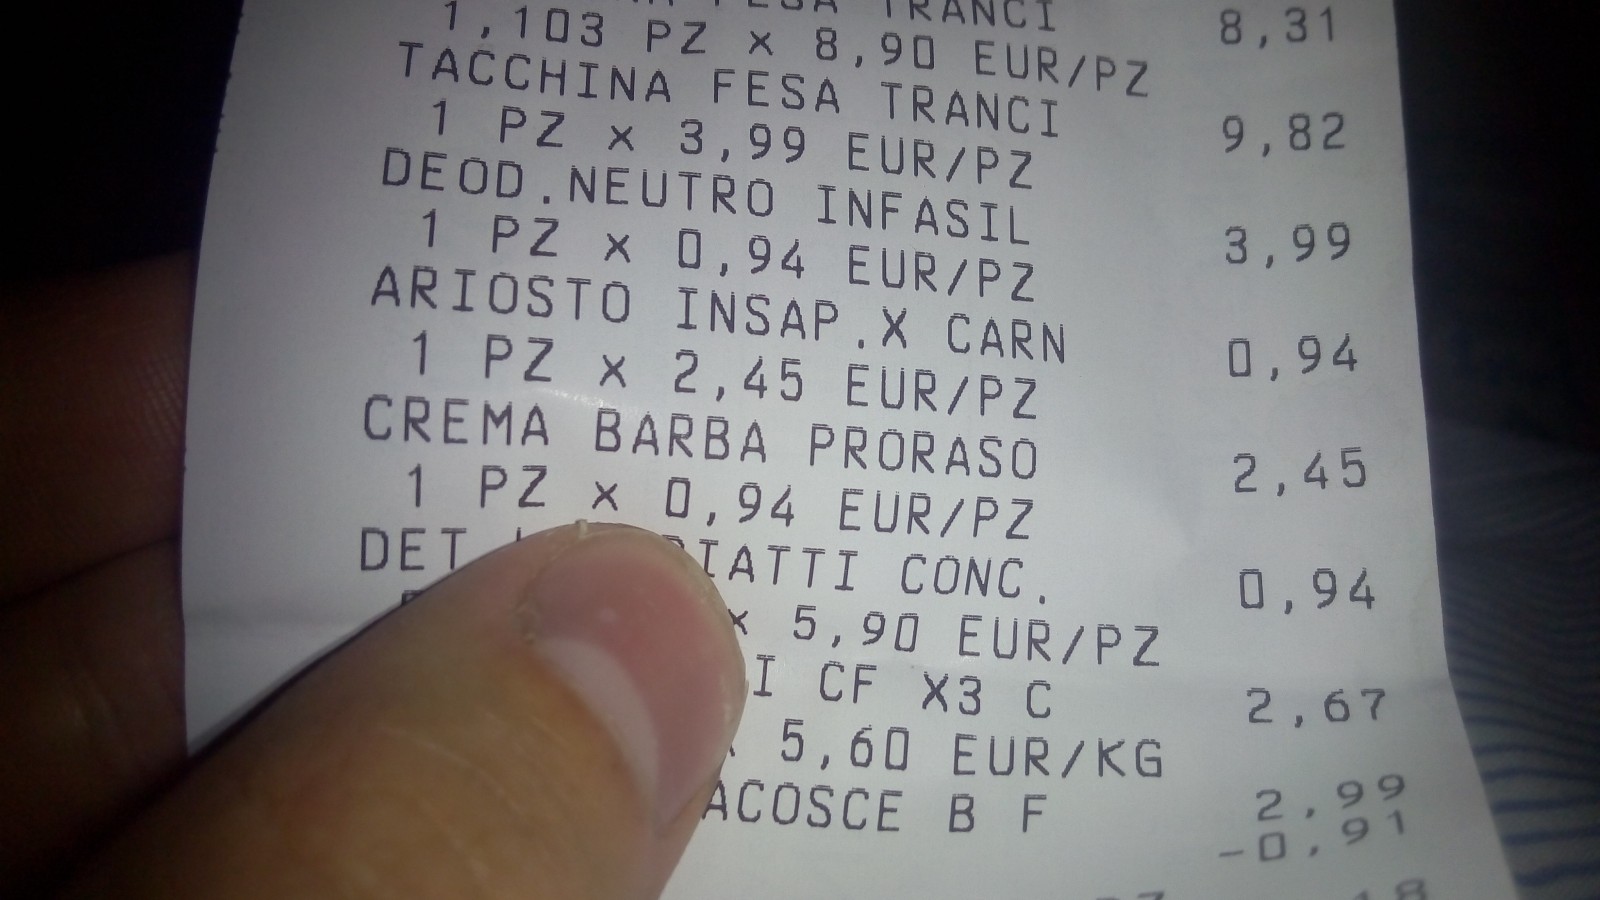 FESA TRANCI 8,31
1,103 PZ x 8,90 EUR/PZ
TACCHINA FESA TRANCI 9,82
1 PZ x 3,99 EUR/PZ
DEOD.NEUTRO INFASIL 3,99
1 PZ x 0,94 EUR/PZ
ARIOSTO INSAP.X CARN 0,94
1 PZ x 2,45 EUR/PZ
CREMA BARBA PRORASO 2,45
1 PZ x 0,94 EUR/PZ
DET CONC. 0,94
x 5,90 EUR/PZ
CF X3 C 2,67
5,60 EUR/KG
B F 2,99
-0,91